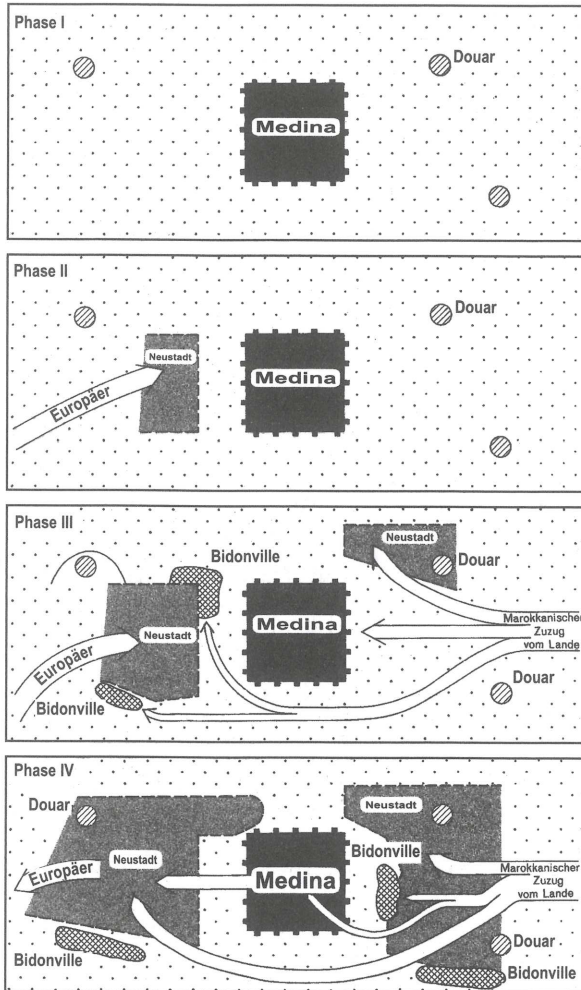 Phase I
Douar
Medina
Phase II
Douar
Neustadt
Medina
Europäer
Phase III
Neustadt
Bidonville
Douar
Marokkanischer
Zuzug
vom Lande
Medina
Neustadt
Europäer
Douar
Bidonville
Phase IV
Douar
Neustadt
Bidonville
Neustadt
Europäer
Medina
Marokkanischer
Zuzug
vom Lande
Douar
Bidonville
Bidonville